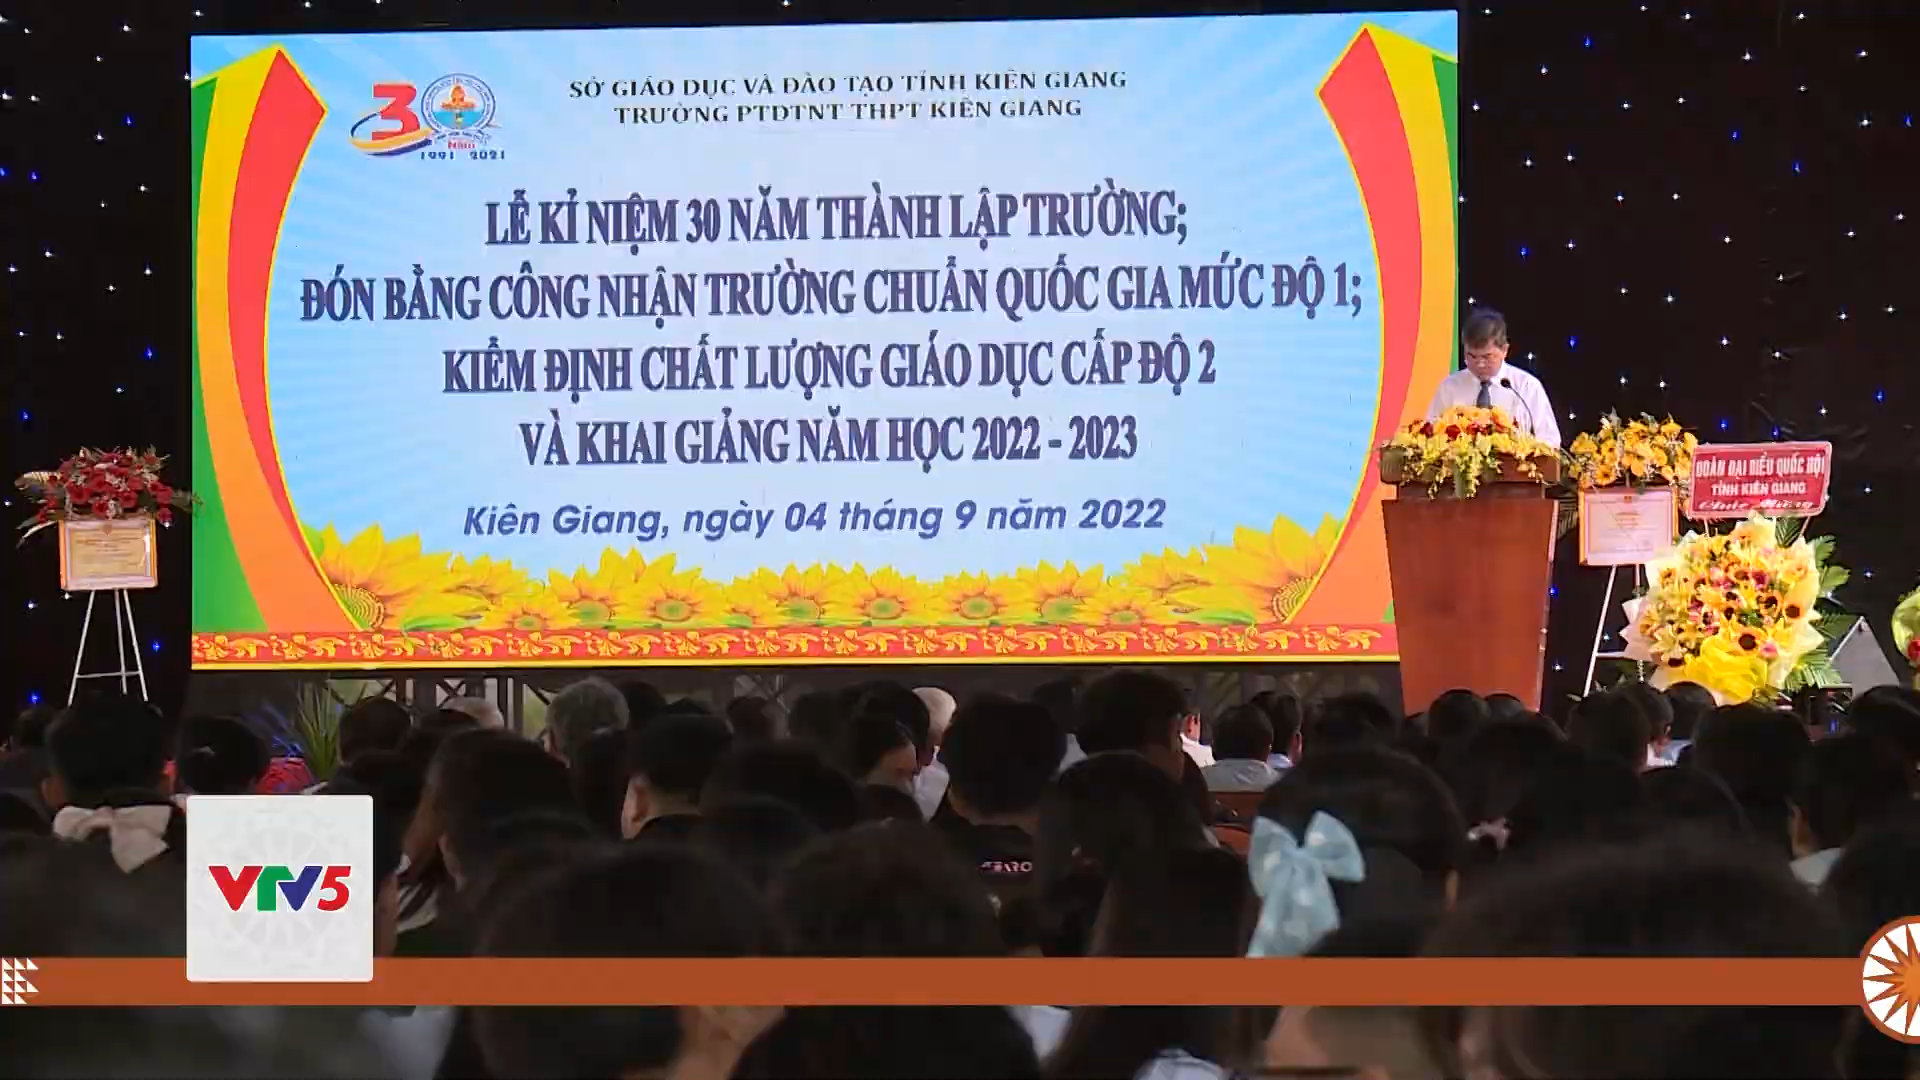 SỞ GIÁO DỤC VÀ ĐÀO TẠO TỈNH KIÊN GIANG
TRƯỜNG PTDTNT THPT KIÊN GIANG
30
Năm
1991 2021
LỄ KỈ NIỆM 30 NĂM THÀNH LẬP TRƯỜNG;
ĐÓN BẰNG CÔNG NHẬN TRƯỜNG CHUẨN QUỐC GIA MỨC ĐỘ 1;
KIỂM ĐỊNH CHẤT LƯỢNG GIÁO DỤC CẤP ĐỘ 2
VÀ KHAI GIẢNG NĂM HỌC 2022 - 2023
Kiên Giang, ngày 04 tháng 9 năm 2022
ĐOÀN ĐẠI BIỂU QUỐC HỘI
TỈNH KIÊN GIANG
Chúc Mừng
VTV5